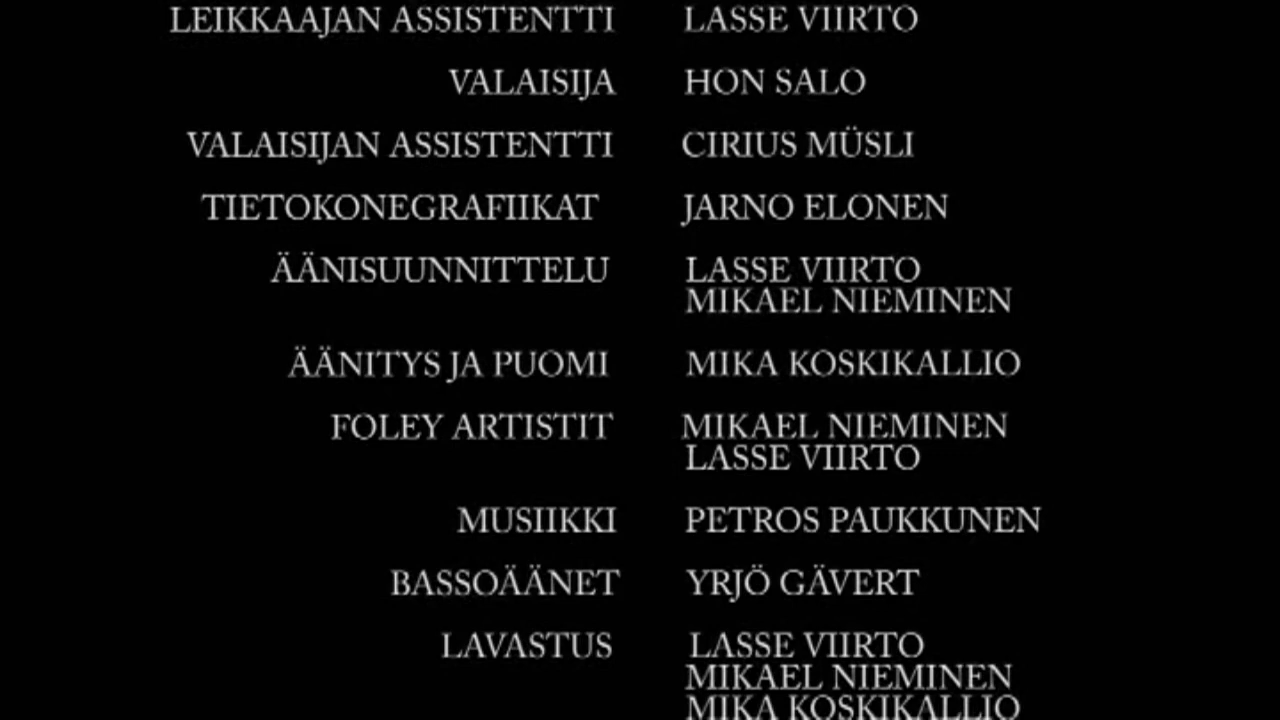 LEIKKAAJAN ASSISTENTTI LASSE VIIRTO
VALAISIJA HON SALO
VALAISIJAN ASSISTENTTI CIRIUS MÜSLI
TIETOKONEGRAFIIKAT JARNO ELONEN
ÄÄNISUUNNITTELU LASSE VIIRTO
MIKAEL NIEMINEN
ÄÄNITYS JA PUOMI MIKA KOSKIKALLIO
FOLEY ARTISTIT MIKAEL NIEMINEN
LASSE VIIRTO
MUSIIKKI PETROS PAUKKUNEN
BASSOÄÄNET YRJÖ GÄVERT
LAVASTUS LASSE VIIRTO
MIKAEL NIEMINEN
MIKA KOSKIKALLIO